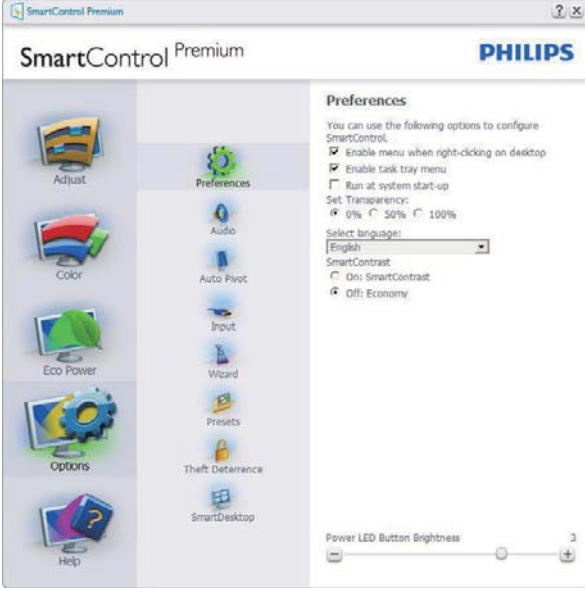 SmartControl Premium
SmartControl Premium
PHILIPS
Adjust
Color
Eco Power
Options
Help
Preferences
Audio
Auto Pivot
Input
Wizard
Presets
Theft Deterrence
SmartDesktop
Preferences
You can use the following options to configure
SmartControl.
Enable menu when right-clicking on desktop
Enable task tray menu
Run at system start-up
Set Transparency:
0% 50% 100%
Select language:
English
SmartContrast
On: SmartContrast
Off: Economy
Power LED Button Brightness 3